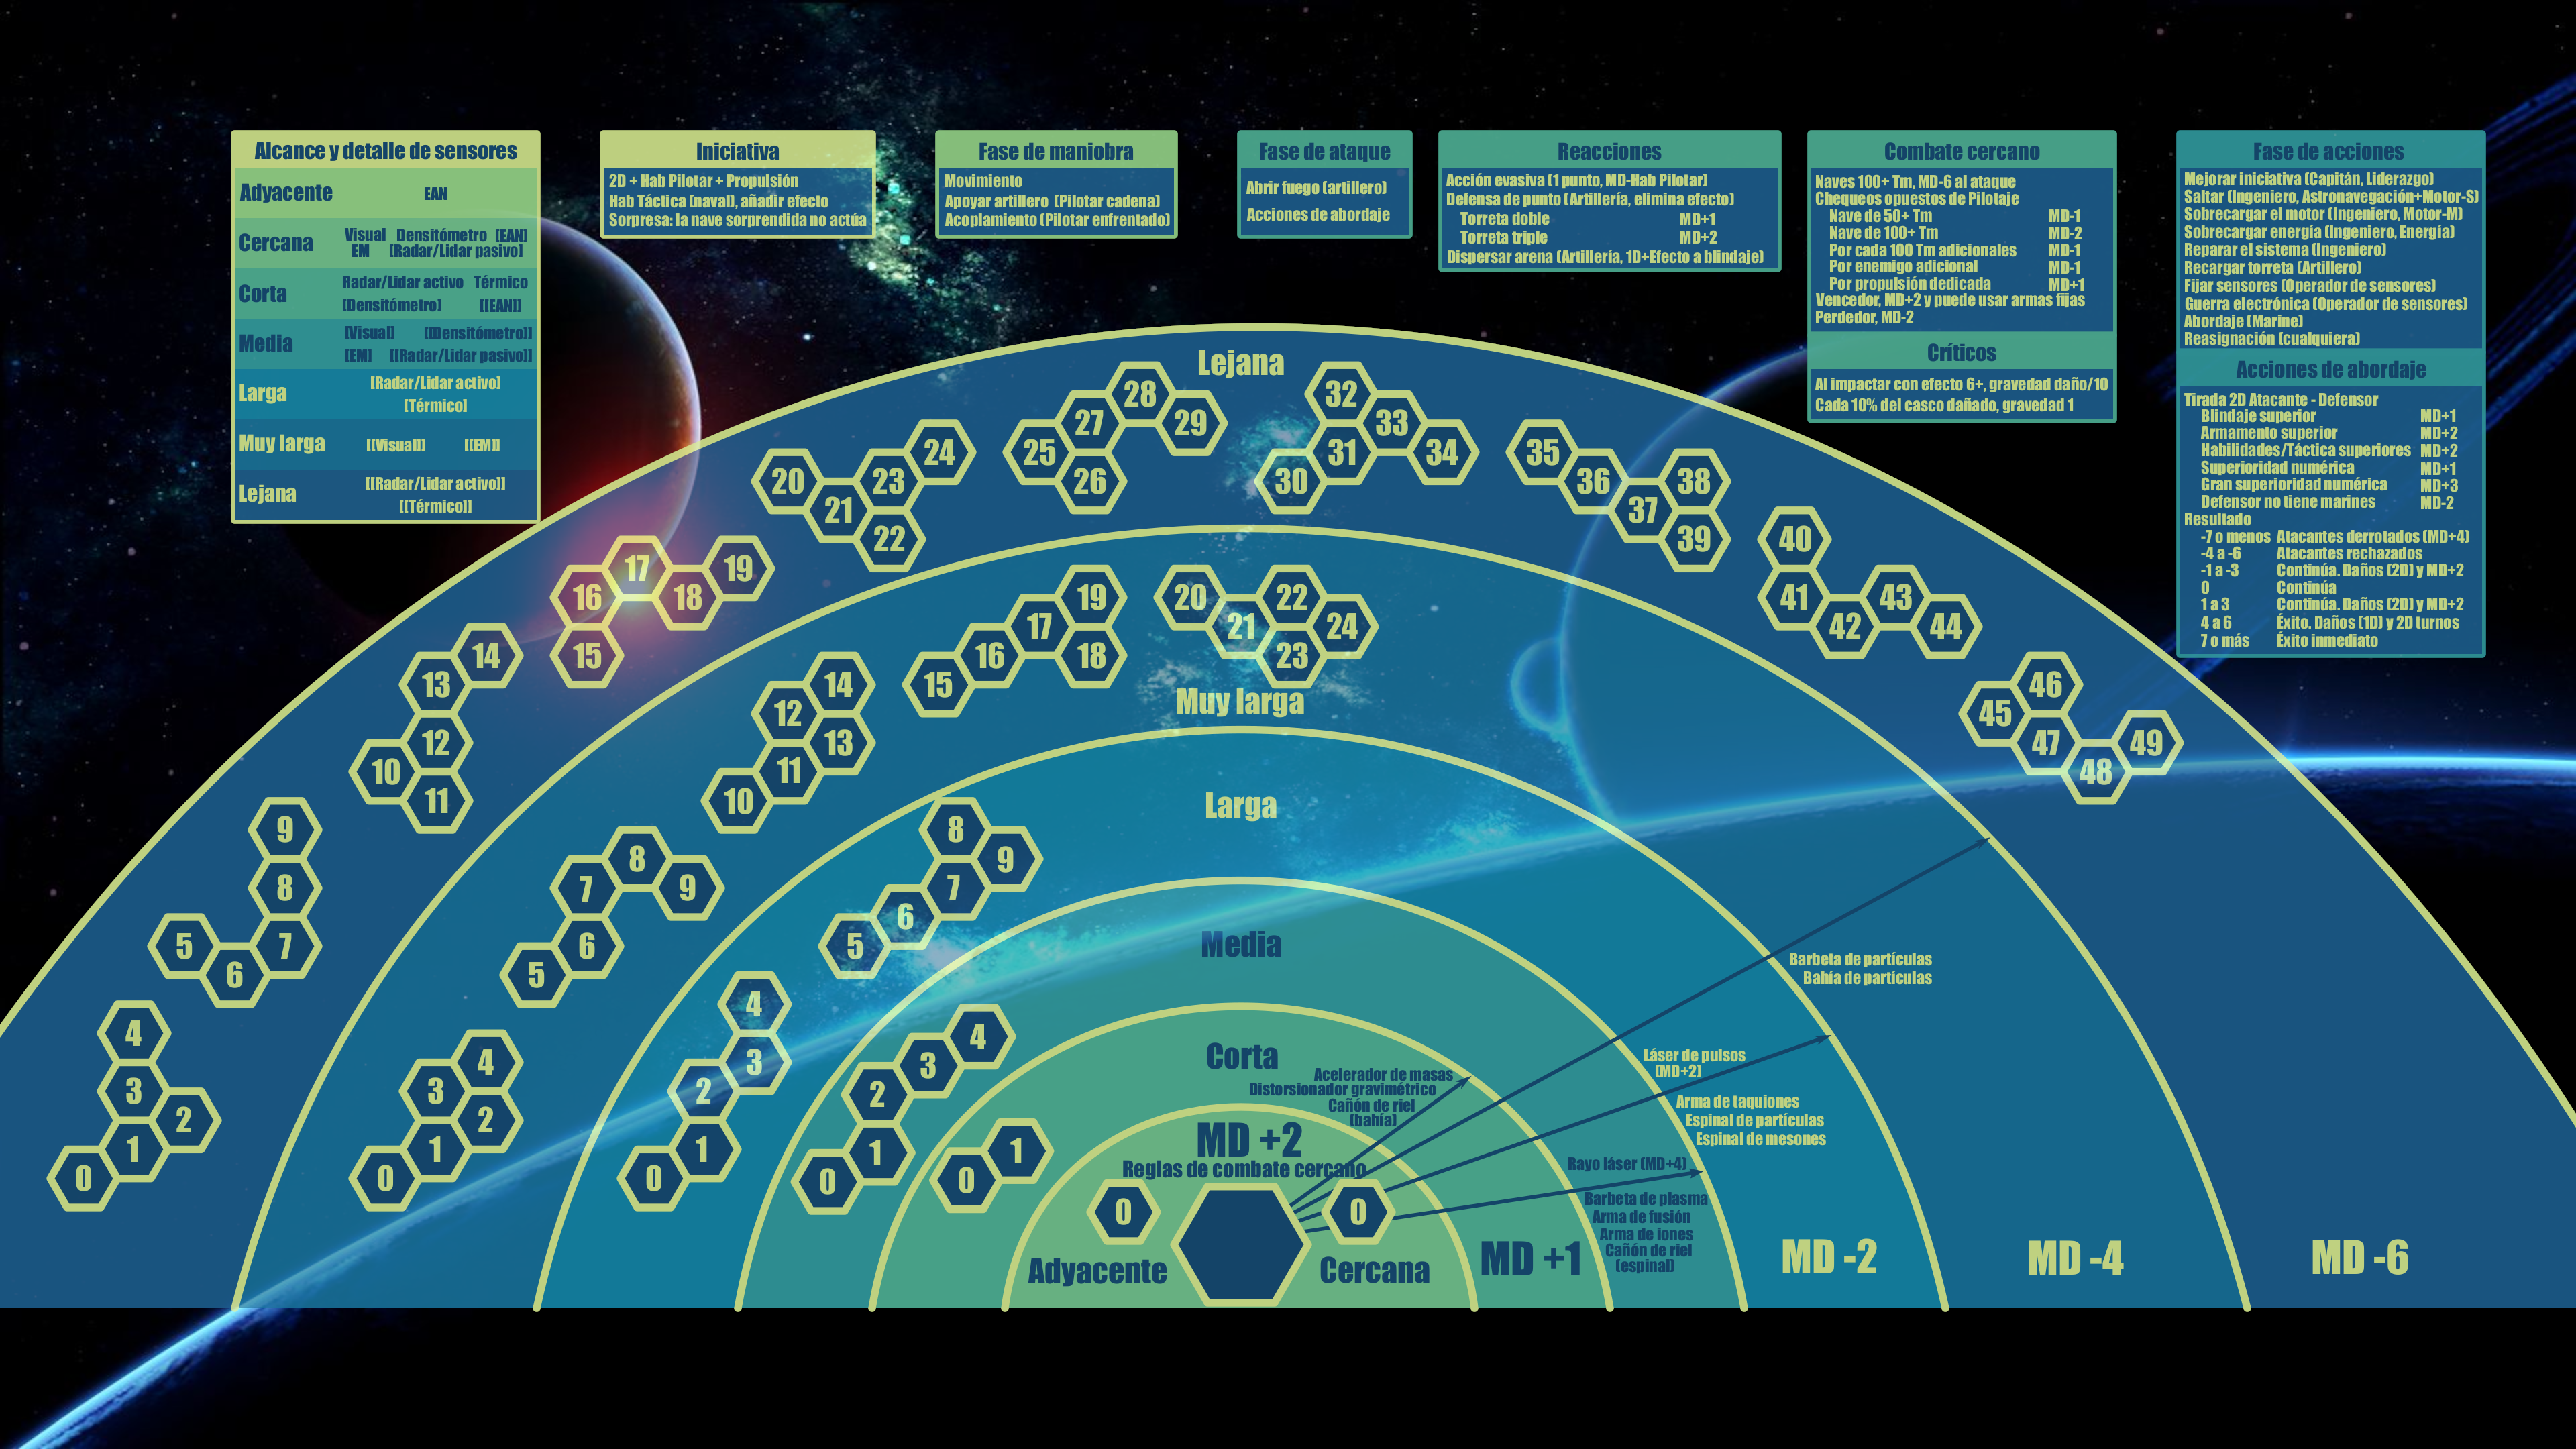 Alcance y detalle de sensores
Adyacente
EAN
Cercana
Visual Densitómetro [EAN]
EM [Radar/Lidar pasivo]
Corta
Radar/Lidar activo Térmico
[Densitómetro] [[EAN]]
Media
[Visual] [[Densitómetro]]
[EM] [[Radar/Lidar pasivo]]
Larga
[Radar/Lidar activo]
[Térmico]
Muy larga
[[Visual]] [[EM]]
Lejana
[[Radar/Lidar activo]]
[[Térmico]]
Iniciativa
2D + Hab Pilotar + Propulsión
Hab Táctica (naval), añadir efecto
Sorpresa: la nave sorprendida no actúa
Fase de maniobra
Movimiento
Apoyar artillero (Pilotar cadena)
Acoplamiento (Pilotar enfrentado)
Fase de ataque
Abrir fuego (artillero)
Acciones de abordaje
Reacciones
Acción evasiva (1 punto, MD-Hab Pilotar)
Defensa de punto (Artillería, elimina efecto)
Torreta doble MD+1
Torreta triple MD+2
Dispersar arena (Artillería, 1D+Efecto a blindaje)
Combate cercano
Naves 100+ Tm, MD-6 al ataque
Chequeos opuestos de Pilotaje
Nave de 50+ Tm MD-1
Nave de 100+ Tm MD-2
Por cada 100 Tm adicionales MD-1
Por enemigo adicional MD-1
Por propulsión dedicada MD+1
Vencedor, MD+2 y puede usar armas fijas
Perdedor, MD-2
Críticos
Al impactar con efecto 6+, gravedad daño/10
Cada 10% del casco dañado, gravedad 1
Fase de acciones
Mejorar iniciativa (Capitán, Liderazgo)
Saltar (Ingeniero, Astronavegación+Motor-S)
Sobrecargar el motor (Ingeniero, Motor-M)
Sobrecargar energía (Ingeniero, Energía)
Reparar el sistema (Ingeniero)
Recargar torreta (Artillero)
Fijar sensores (Operador de sensores)
Guerra electrónica (Operador de sensores)
Abordaje (Marine)
Reasignación (cualquiera)
Acciones de abordaje
Tirada 2D Atacante - Defensor
Blindaje superior MD+1
Armamento superior MD+2
Habilidades/Táctica superiores MD+2
Superioridad numérica MD+1
Gran superioridad numérica MD+3
Defensor no tiene marines MD-2
Resultado
-7 o menos Atacantes derrotados (MD+4)
-4 a -6 Atacantes rechazados
-1 a -3 Continúa. Daños (2D) y MD+2
0 Continúa
1 a 3 Continúa. Daños (2D) y MD+2
4 a 6 Éxito. Daños (1D) y 2D turnos
7 o más Éxito inmediato
Lejana
0
1
2
3
4
5
6
7
8
9
10
11
12
13
14
15
16
17
18
19
20
21
22
23
24
25
26
27
28
29
30
31
32
33
34
35
36
37
38
39
40
41
42
43
44
45
46
47
48
49
Muy larga
0
1
2
3
4
5
6
7
8
9
10
11
12
13
14
15
16
17
18
19
20
21
22
23
24
Larga
0
1
2
3
4
5
6
7
8
9
Media
0
1
2
3
4
Corta
0
1
Barbeta de partículas
Bahía de partículas
Láser de pulsos
(MD+2)
Arma de taquiones
Espinal de partículas
Espinal de mesones
Acelerador de masas
Distorsionador gravimétrico
Cañón de riel
(bahía)
Rayo láser (MD+4)
Barbeta de plasma
Arma de fusión
Arma de iones
Cañón de riel
(espinal)
MD +2
Reglas de combate cercano
0
0
Adyacente
Cercana
MD +1
MD -2
MD -4
MD -6